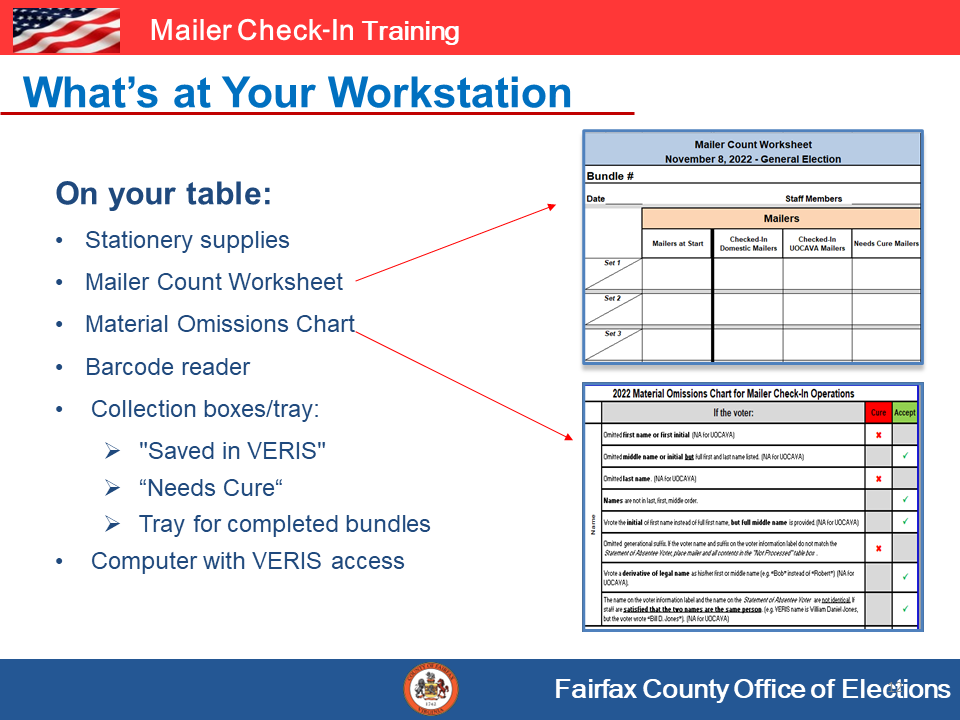 Mailer Check-In Training
What's at Your Workstation
On your table:
• Stationery supplies
• Mailer Count Worksheet
• Material Omissions Chart
• Barcode reader
• Collection boxes/tray:
➢ "Saved in VERIS"
➢ “Needs Cure“
➢ Tray for completed bundles
• Computer with VERIS access
Mailer Count Worksheet
November 8, 2022 - General Election
Bundle #
Date Staff Members
Mailers
Mailers at Start Checked-In Domestic Mailers Checked-In UOCAVA Mailers Needs Cure Mailers
Set 1
Set 2
Set 3
2022 Material Omissions Chart for Mailer Check-In Operations
If the voter: Cure Accept
Name
Omitted first name or first initial (NA for UOCAVA) ✘
Omitted middle name or initial but full first and last name listed. (NA for UOCAVA) ✓
Omitted last name. (NA for UOCAVA) ✘
Names are not in last, first, middle order. ✓
Wrote the initial of first name instead of full first name, but full middle name is provided. (NA for UOCAVA) ✓
Omitted generational suffix. If the voter name and suffix on the voter information label do not match the
Statement of Absentee Voter, place mailer and all contents in the "Not Processed" table box. ✘
Wrote a derivative of legal name as his/her first or middle name (e.g. "Bob" instead of "Robert") (NA for
UOCAVA). ✓
The name on the voter information label and the name on the Statement of Absentee Voter are not identical. If
staff are satisfied that the two names are the same person. (e.g. VERIS name is William Daniel-Jones,
but the voter wrote "Bill D. Jones"). (NA for UOCAVA) ✓
COUNTY OF FAIRFAX
VIRGINIA
1742
Fairfax County Office of Elections